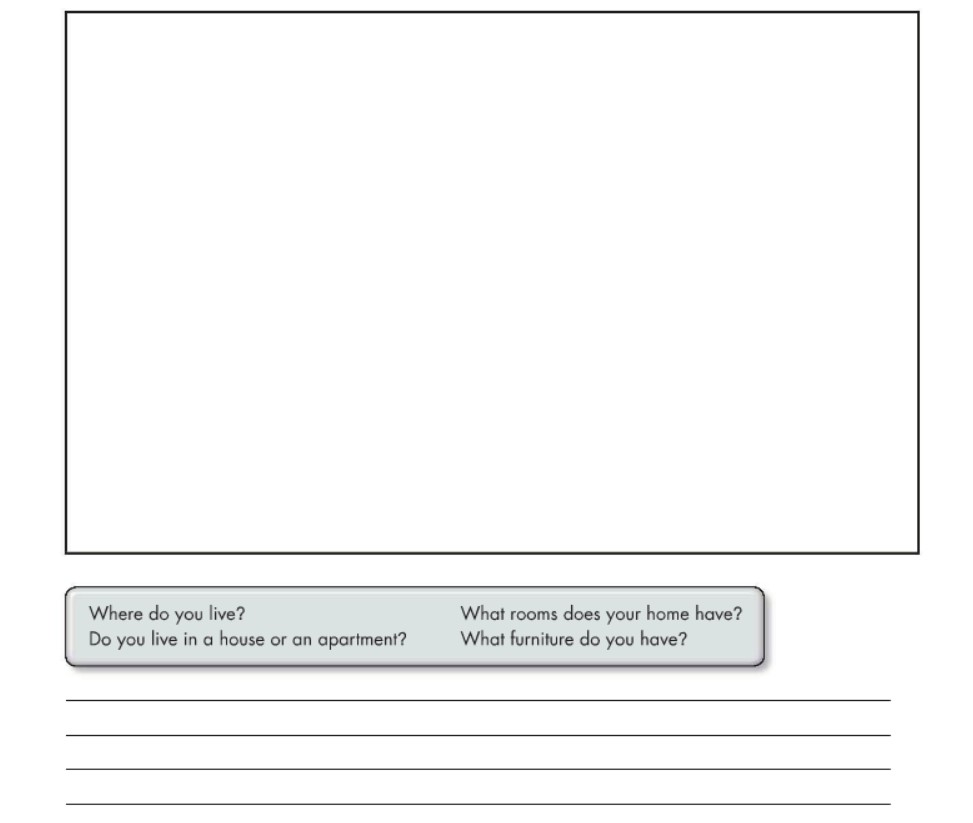 Where do you live?
Do you live in a house or an apartment?
What rooms does your home have?
What furniture do you have?